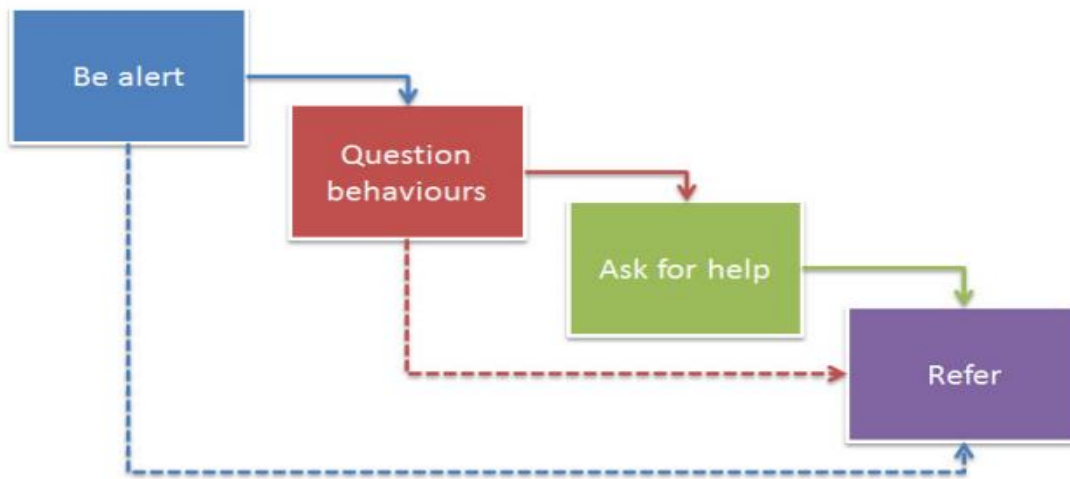 Be alert
Question
behaviours
Ask for help
Refer